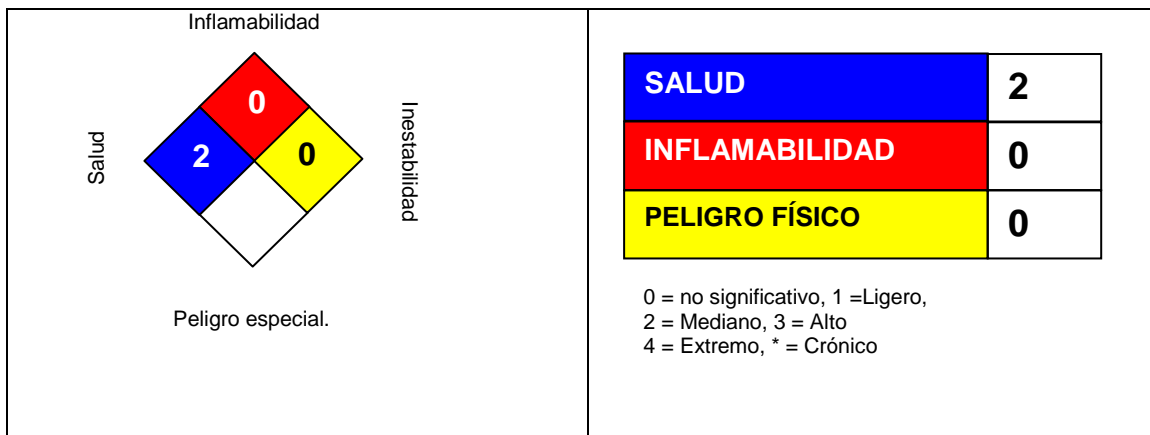 Inflamabilidad
0
Salud
2
0
Inestabilidad
Peligro especial.
SALUD 2
INFLAMABILIDAD 0
PELIGRO FÍSICO 0
0 = no significativo, 1 =Ligero,
2 = Mediano, 3 = Alto
4 = Extremo, * = Crónico